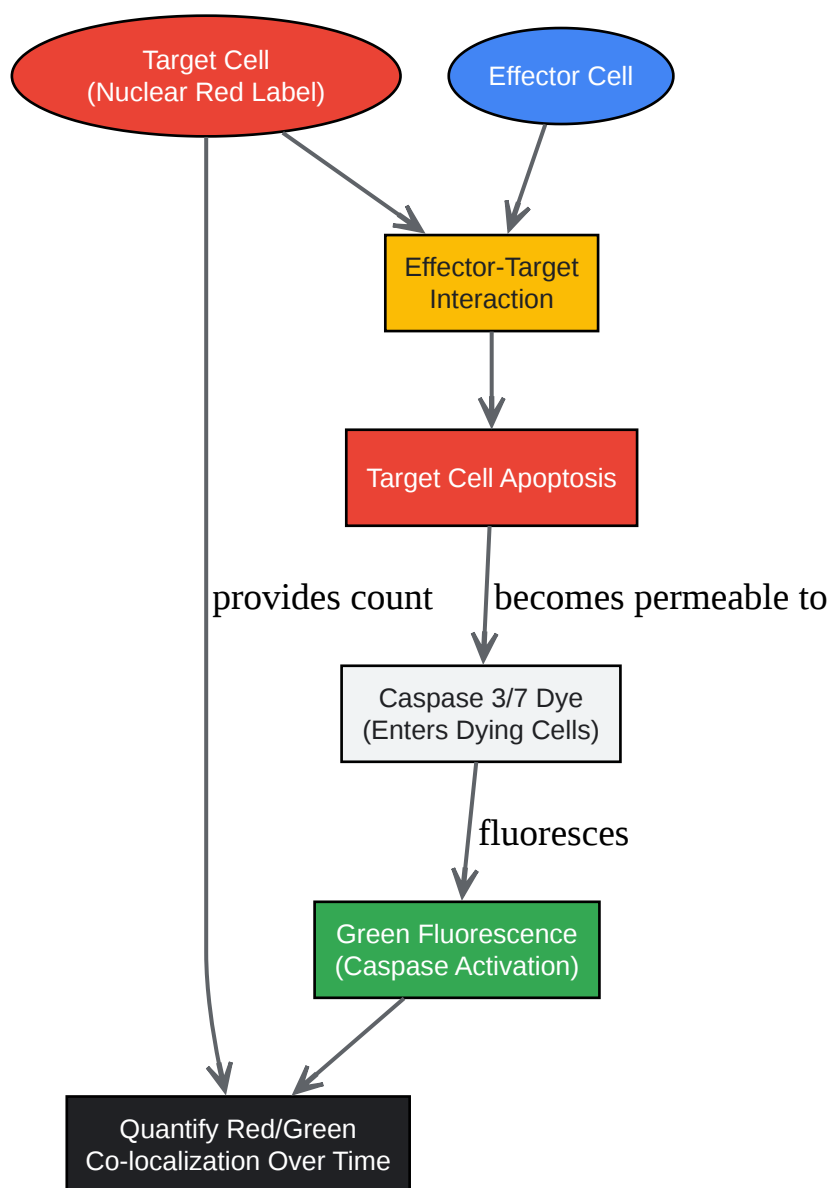 Target Cell
(Nuclear Red Label)
Effector Cell
Effector-Target
Interaction
Target Cell Apoptosis
provides count
becomes permeable to
Caspase 3/7 Dye
(Enters Dying Cells)
fluoresces
Green Fluorescence
(Caspase Activation)
Quantify Red/Green
Co-localization Over Time